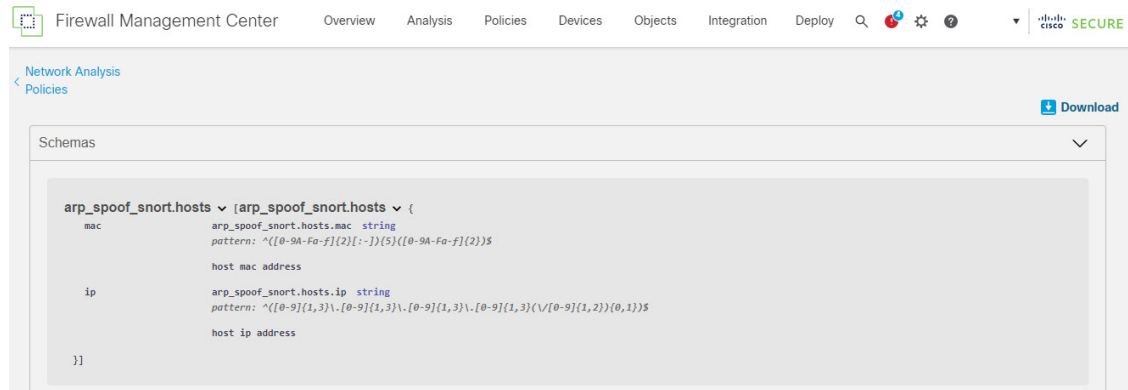 Firewall Management Center Overview Analysis Policies Devices Objects Integration Deploy 4 ? cisco SECURE
Network Analysis
Policies
Download
Schemas
arp_spoof_snort.hosts [arp_spoof_snort.hosts {
mac arp_spoof_snort.hosts.mac string
pattern: ^([0-9A-Fa-f]{2}[:-]){5}([0-9A-Fa-f]{2})$
host mac address
ip arp_spoof_snort.hosts.ip string
pattern: ^([0-9]{1,3}\.[0-9]{1,3}\.[0-9]{1,3}\.[0-9]{1,3}(\/[0-9]{1,2}){0,1})$
host ip address
}]